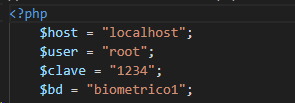 <?php
$host = "localhost";
$user = "root";
$clave = "1234";
$bd = "biometrico1";